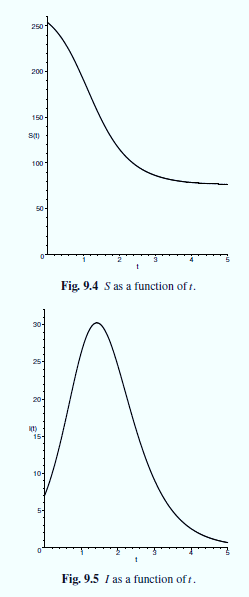 250
200
150
S(t)
100
50
0
1 2 3 4 5
t
Fig. 9.4 S as a function of t.
30
25
20
I(t)
15
10
5
0
1 2 3 4 5
t
Fig. 9.5 I as a function of t.